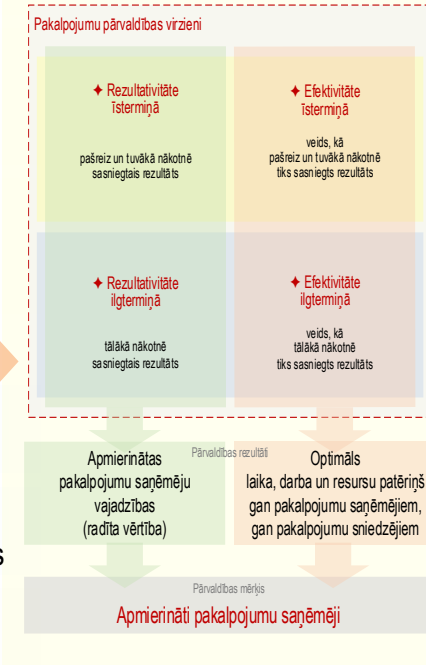 Pakalpojumu pārvaldības virzieni
✦ Rezultativitāte
īstermiņā
pašreiz un tuvākā nākotnē
sasniegtais rezultāts
✦ Efektivitāte
īstermiņā
veids, kā
pašreiz un tuvākā nākotnē
tiks sasniegts rezultāts
✦ Rezultativitāte
ilgtermiņā
tālākā nākotnē
sasniegtais rezultāts
✦ Efektivitāte
ilgtermiņā
veids, kā
tālākā nākotnē
tiks sasniegts rezultāts
Pārvaldības rezultāti
Apmierinātas
pakalpojumu saņēmēju
vajadzības
(radīta vērtība)
Optimāls
laika, darba un resursu patēriņš
gan pakalpojumu saņēmējiem,
gan pakalpojumu sniedzējiem
s
Pārvaldības mērķis
Apmierināti pakalpojumu saņēmēji